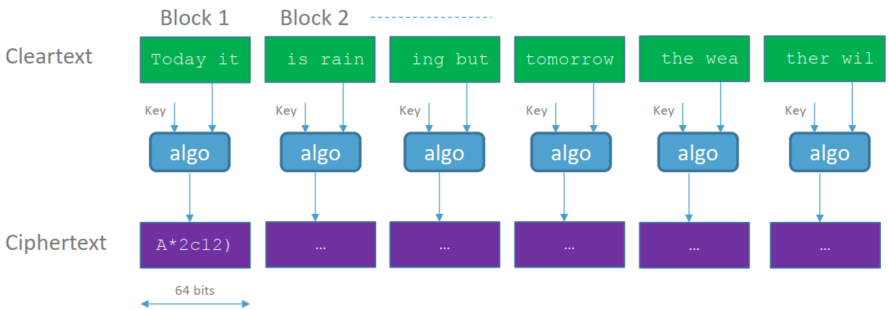 Block 1 Block 2
Cleartext Today it is rain ing but tomorrow the wea ther wil
Key Key Key Key Key Key
algo algo algo algo algo algo
Ciphertext A*2cl2) … … … … …
64 bits